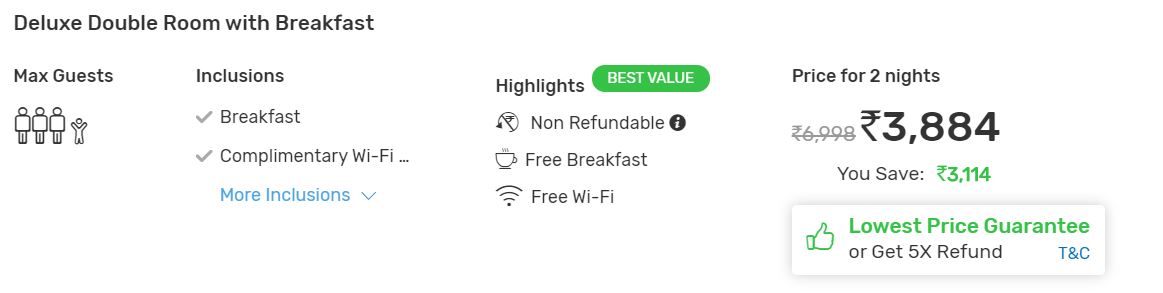 Deluxe Double Room with Breakfast
Max Guests
Inclusions
Breakfast
Complimentary Wi-Fi ...
More Inclusions
Highlights
BEST VALUE
Non Refundable
Free Breakfast
Free Wi-Fi
Price for 2 nights
₹6,998 ₹3,884
You Save: ₹3,114
Lowest Price Guarantee
or Get 5X Refund T&C